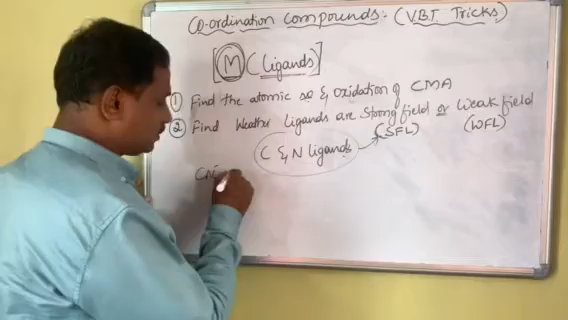 Co-ordination Compounds:- (V.B.T Tricks)
[M(Ligands]
① Find the atomic no & oxidation of CMA
② Find Weather Ligands are Strong field or Weak field
(SFL) (WFL)
C & N ligands
CN⁻